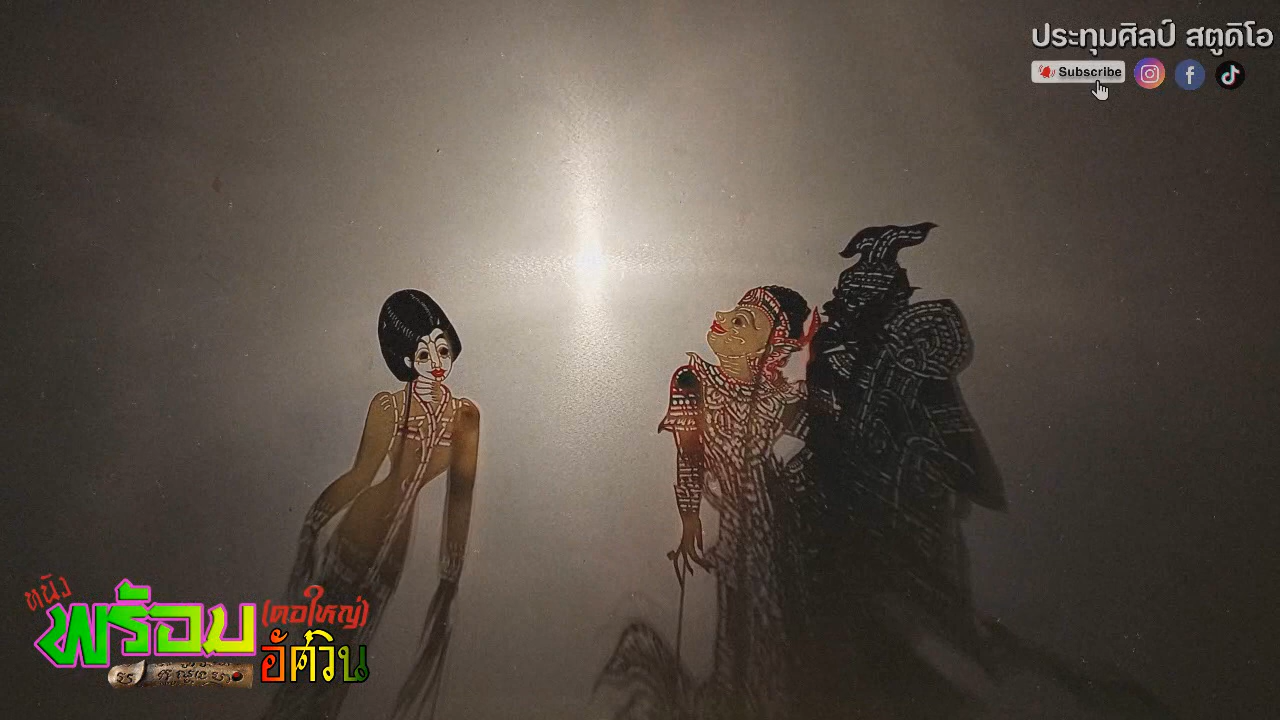 ประทุมศิลป์ สตูดิโอ
Subscribe
หนัง
พร้อม
(ตอใหญ่)
อัศวิน